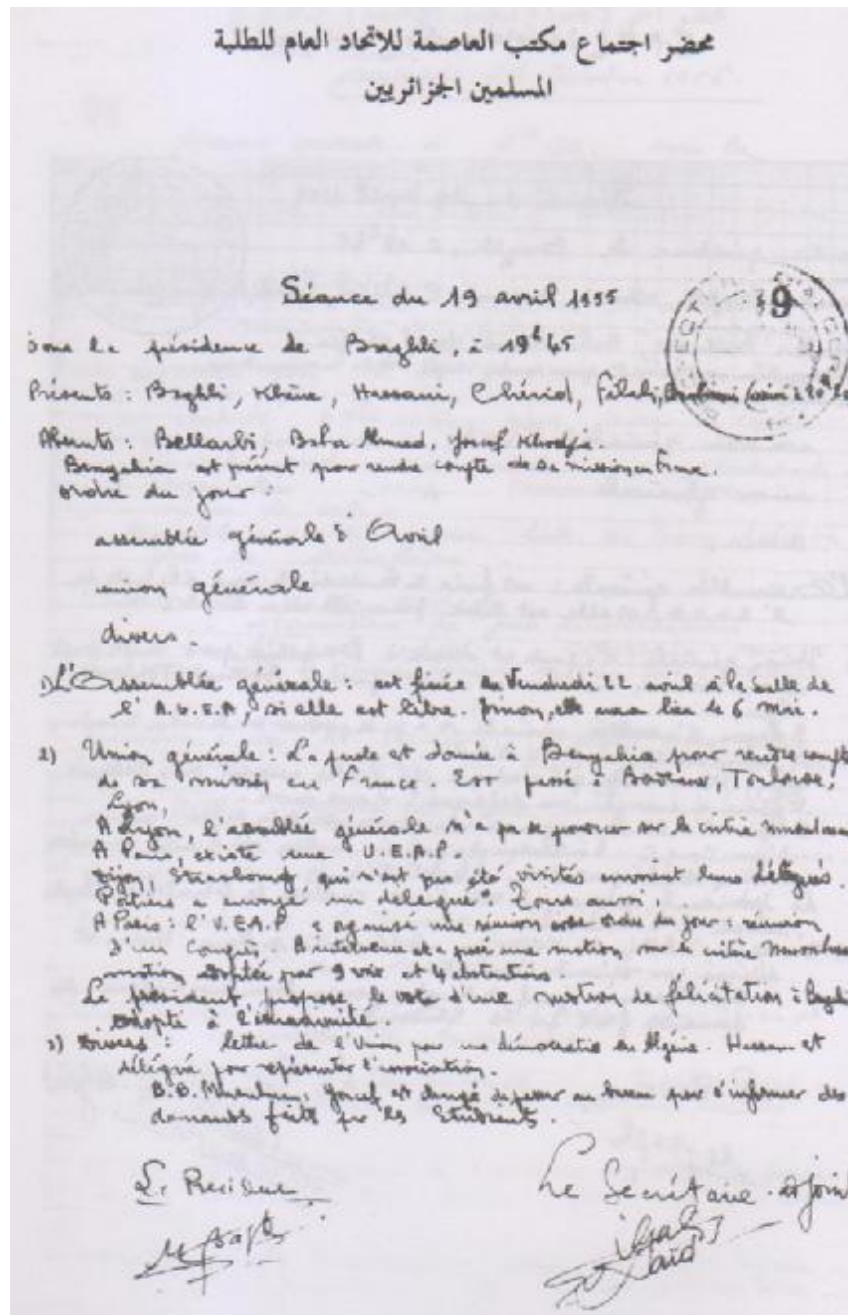 محضر اجتماع مكتب العاصمة للاتحاد العام للطلبة
المسلمين الجزائريين
Séance du 19 avril 1955
9
Sous la présidence de Baghli, à 19h45
Présents : Baghli, Khène, Hassani, Chérid, Filali,
Absents : Bellarbi, Baba Ahmed, Youcef Khodja.
Benyahia est présent pour rendre compte de sa mission en France.
ordre du jour :
assemblée générale d'Avril
union générale
divers.
1) L'Assemblée générale : est fixée au Vendredi 22 avril à la salle de
l'A.G.E.A, si elle est libre. Sinon, elle aura lieu le 6 mai.
2) Union générale : La parole est donnée à Benyahia pour rendre compte
de sa mission en France. Est passé à Toulouse,
Lyon,
A Lyon, l'assemblée générale n'a pu se prononcer sur le critère musulman
A Paris, existe une U.E.A.P.
Dijon, Strasbourg qui n'ont pas été visités enverront leurs délégués.
Poitiers a envoyé un délégué. Tours aussi.
A Paris : l'U.E.A.P a organisé une réunion avec ordre du jour : réunion
d'un Congrès. B intervenu et a posé une motion sur le critère Musulman
motion adoptée par 9 voix et 4 abstentions.
Le président propose le vote d'une motion de félicitation à
adopté à l'unanimité.
3) Divers : lettre de l'Union pour une démocratie en Algérie. Hassani est
délégué pour représenter l'association.
Youcef est chargé de passer au bureau pour s'informer des
demandes faites par les Etudiants.
Le Président
Le Secrétaire adjoint